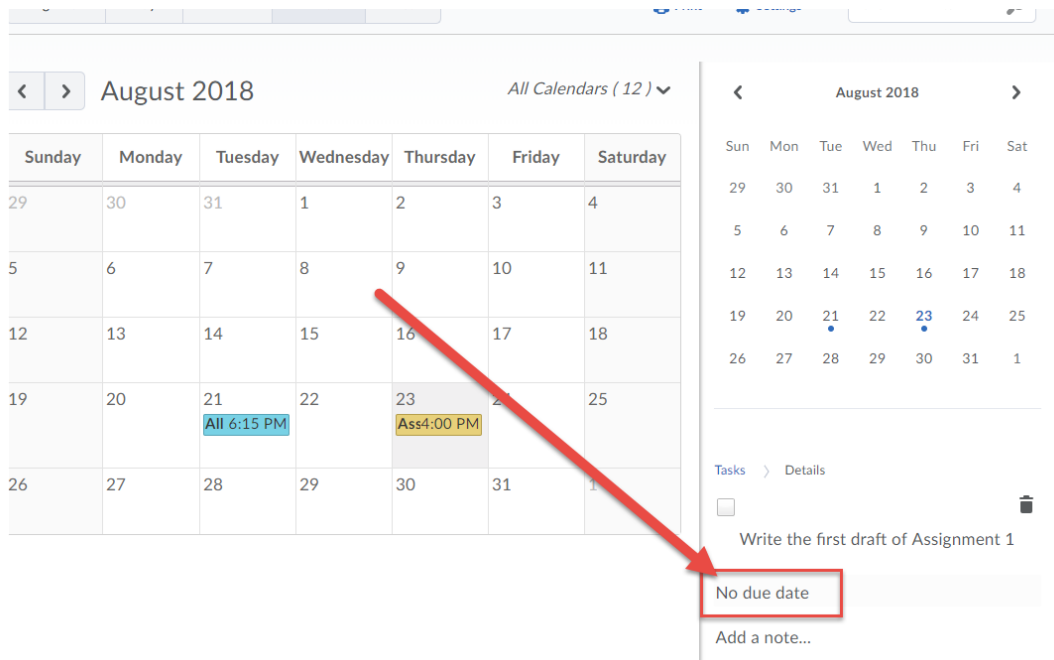 August 2018
All Calendars ( 12 )
Sunday Monday Tuesday Wednesday Thursday Friday Saturday
29 30 31 1 2 3 4
5 6 7 8 9 10 11
12 13 14 15 16 17 18
19 20 21 22 23 25
All 6:15 PM Ass4:00 PM
26 27 28 29 30 31
August 2018
Sun Mon Tue Wed Thu Fri Sat
29 30 31 1 2 3 4
5 6 7 8 9 10 11
12 13 14 15 16 17 18
19 20 21 22 23 24 25
26 27 28 29 30 31 1
Tasks Details
Write the first draft of Assignment 1
No due date
Add a note...